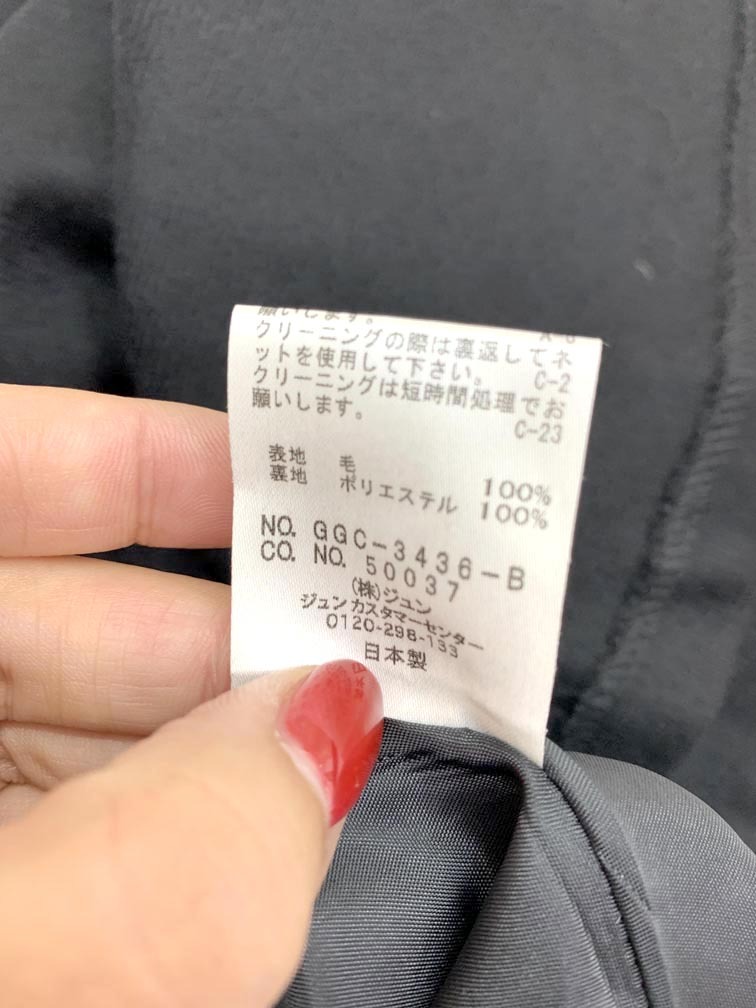 願いします。
クリーニングの際は裏返してネ
ットを使用して下さい。 C-2
クリーニングは短時間処理でお
願いします。 C-23
表地 毛 100%
裏地 ポリエステル 100%
NO. GGC-3436-B
CO. NO. 50037
(株)ジュン
ジュンカスタマーセンター
0120-298-133
日本製